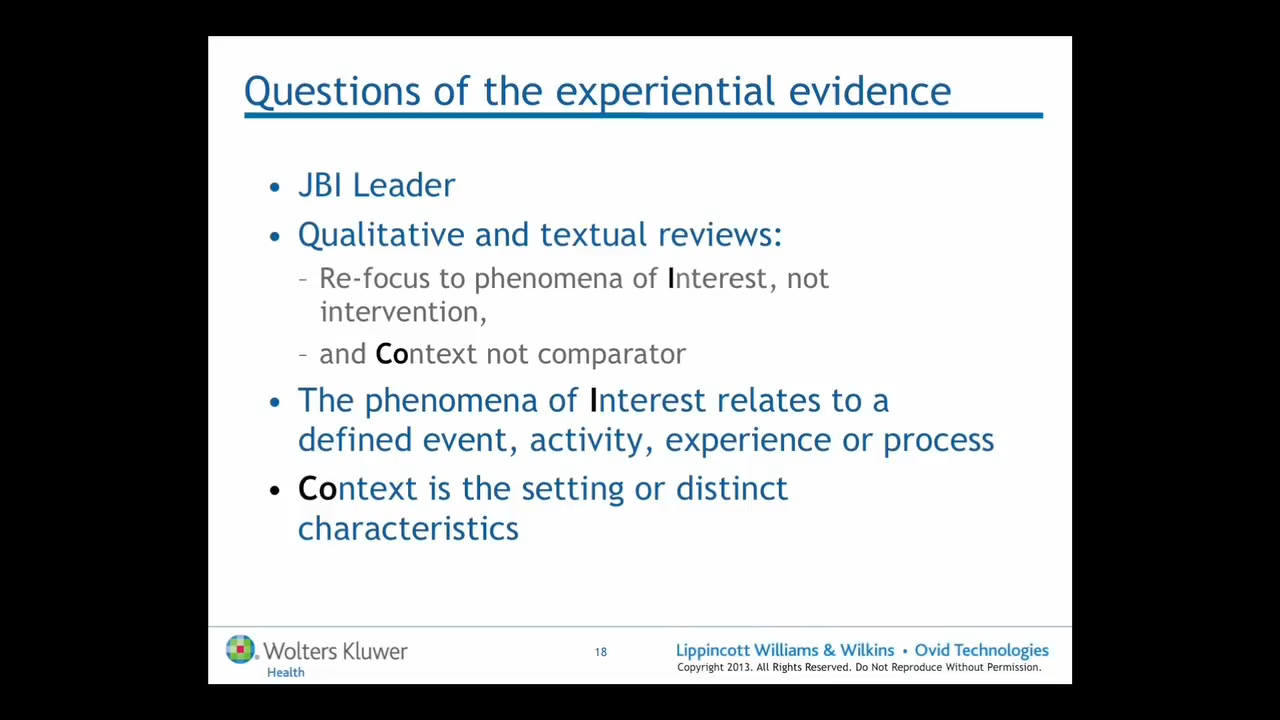 Questions of the experiential evidence
• JBI Leader
• Qualitative and textual reviews:
– Re-focus to phenomena of Interest, not
intervention,
– and Context not comparator
• The phenomena of Interest relates to a
defined event, activity, experience or process
• Context is the setting or distinct
characteristics
Wolters Kluwer
Health
18
Lippincott Williams & Wilkins • Ovid Technologies
Copyright 2013. All Rights Reserved. Do Not Reproduce Without Permission.